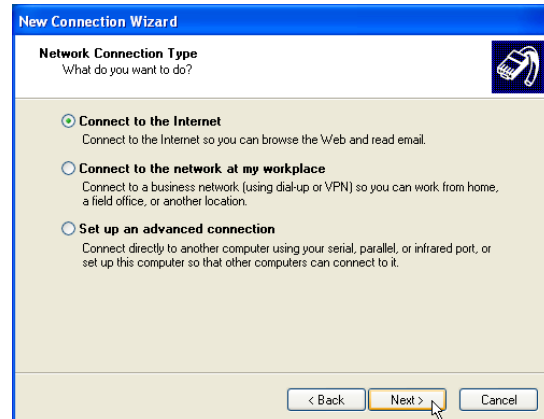 New Connection Wizard
Network Connection Type
What do you want to do?
Connect to the Internet
Connect to the Internet so you can browse the Web and read email.
Connect to the network at my workplace
Connect to a business network (using dial-up or VPN) so you can work from home,
a field office, or another location.
Set up an advanced connection
Connect directly to another computer using your serial, parallel, or infrared port, or
set up this computer so that other computers can connect to it.
< Back Next > Cancel